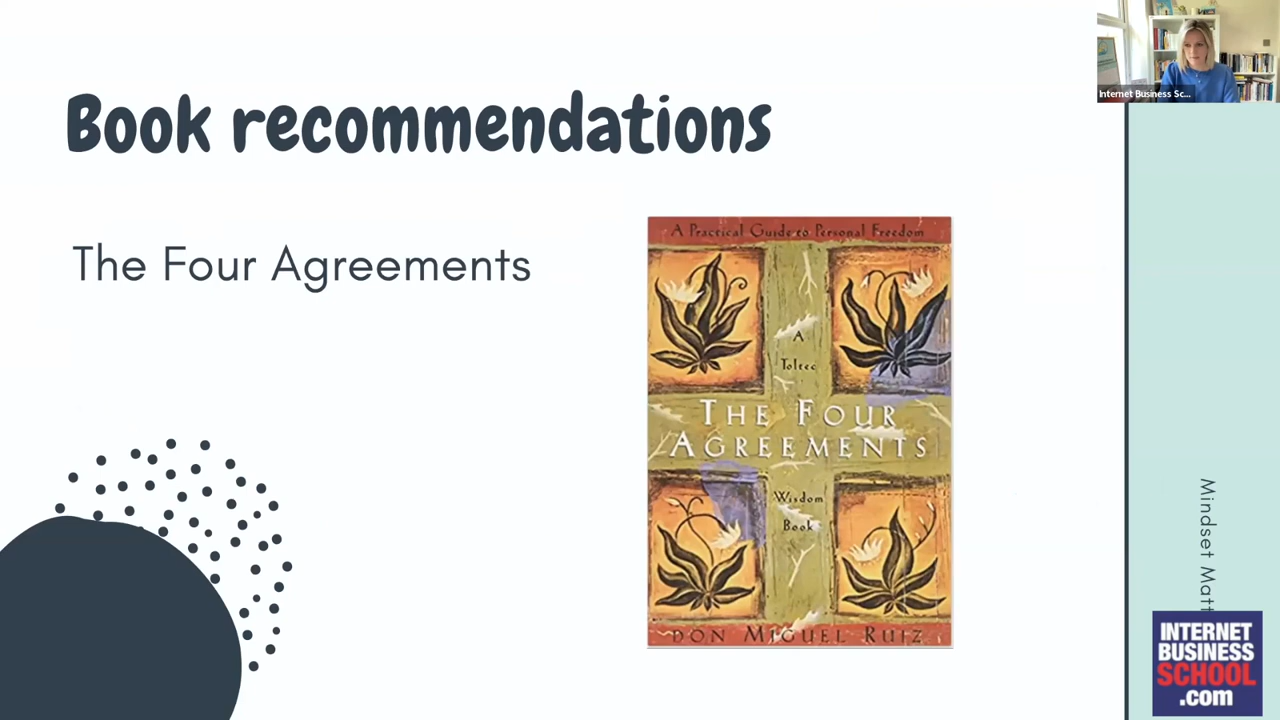 Internet Business Sc...
Book recommendations
The Four Agreements
A Practical Guide to Personal Freedom
A
Toltec
THE FOUR
AGREEMENTS
Wisdom
Book
DON MIGUEL RUIZ
Mindset Matt
INTERNET
BUSINESS
SCHOOL
.com